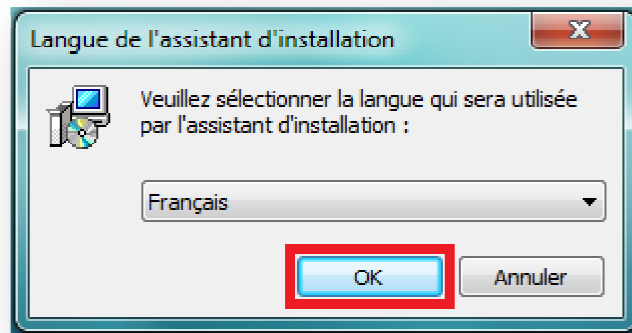 Langue de l'assistant d'installation
Veuillez sélectionner la langue qui sera utilisée
par l'assistant d'installation :
Français
OK
Annuler